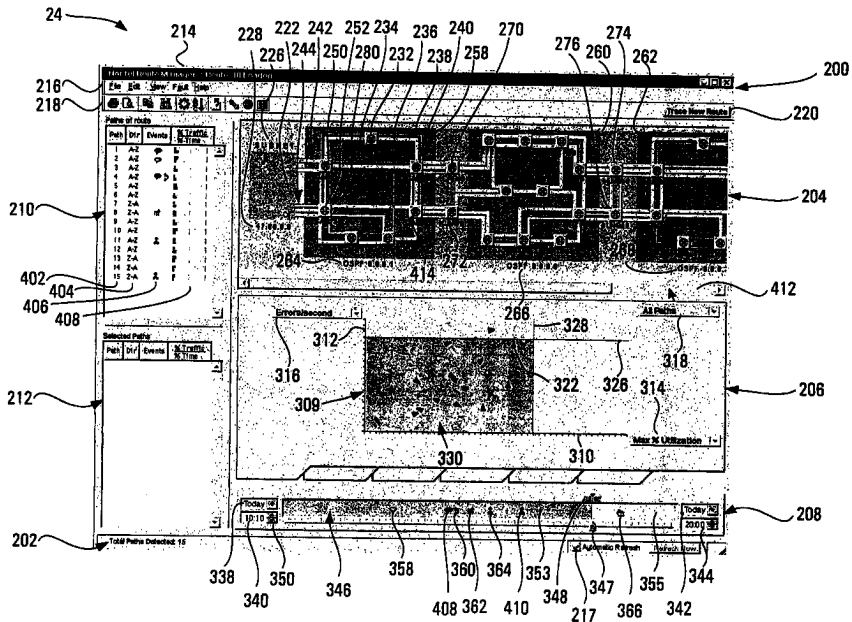 24
214
228
226
222
244
242
250
252
280
234
232
236
238
240
258
270
276
260
274
262
200
216
File Edit View Fault Help
218
Trace New Route
220
Paths of route
Path Dir Events % Traffic % Time
1 A-Z
2 A-Z
3 A-Z
4 A-Z
5 A-Z
6 A-Z
7 Z-A
8 Z-A
9 A-Z
10 A-Z
11 A-Z
12 A-Z
13 Z-A
14 Z-A
15 Z-A
210
204
402
404
406
408
264
414
272
266
412
Errors/second
312
328
All Paths
316
318
Selected Paths
Path Dir Events % Traffic % Time
212
309
322
326
314
206
330
310
Max % Utilization
Today
10:10
Today
20:00
208
202
Total Paths Detected: 15
Automatic Refresh
Refresh Now
338
340
350
346
358
408
360
362
364
410
353
348
217
347
366
355
342
344